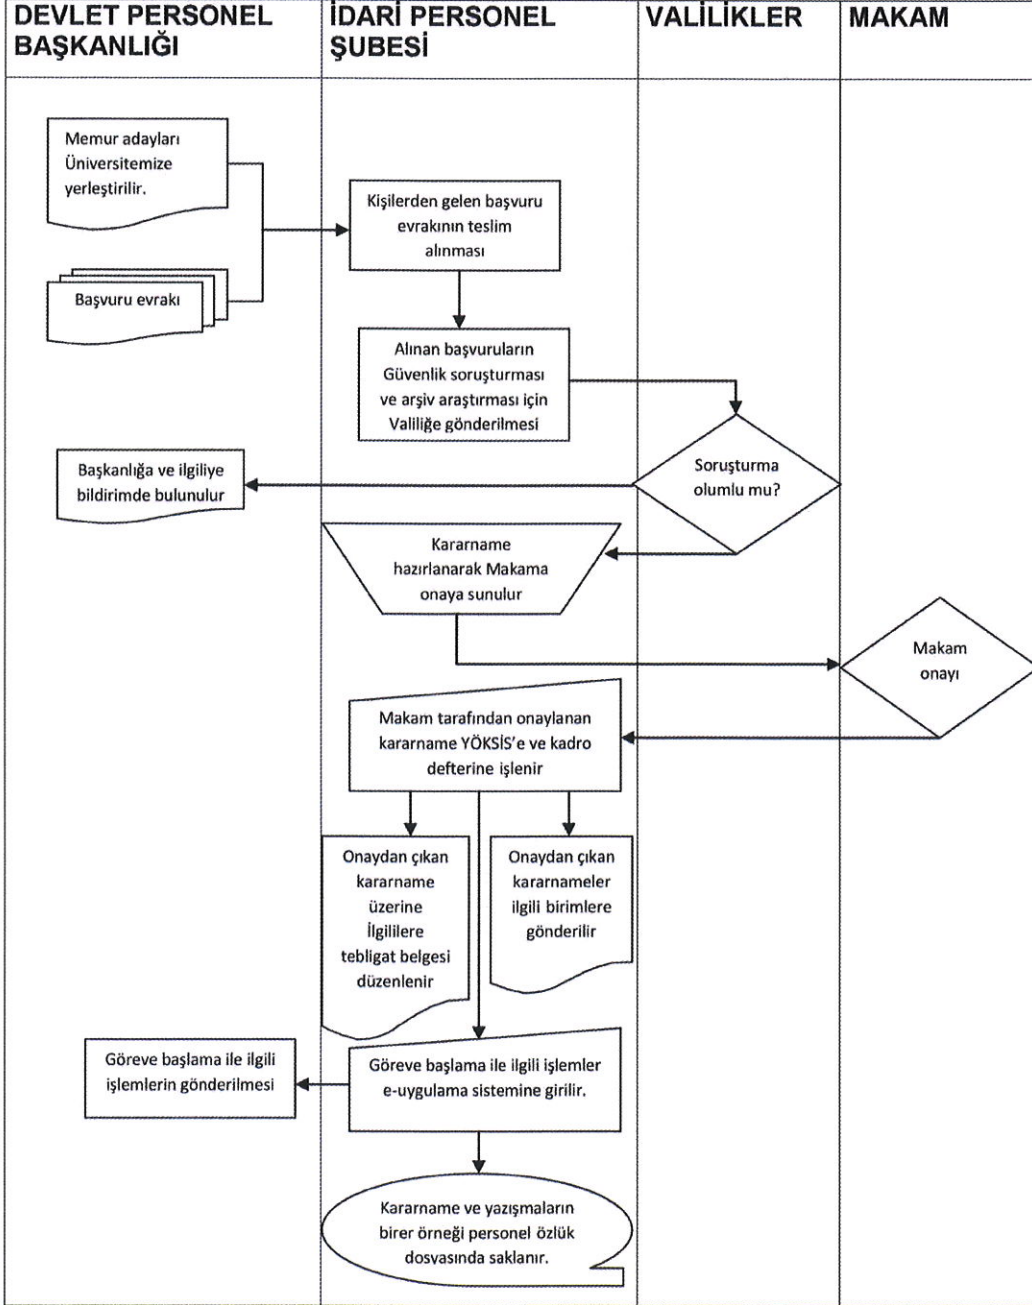 DEVLET PERSONEL
BAŞKANLIĞI
İDARİ PERSONEL
ŞUBESİ
VALİLİKLER
MAKAM
Memur adayları
Üniversitemize
yerleştirilir.
Başvuru evrakı
Kişilerden gelen başvuru
evrakının teslim
alınması
Alınan başvuruların
Güvenlik soruşturması
ve arşiv araştırması için
Valiliğe gönderilmesi
Soruşturma
olumlu mu?
Başkanlığa ve ilgiliye
bildirimde bulunulur
Kararname
hazırlanarak Makama
onaya sunulur
Makam
onayı
Makam tarafından onaylanan
kararname YÖKSİS'e ve kadro
defterine işlenir
Onaydan çıkan
kararname
üzerine
İlgililere
tebligat belgesi
düzenlenir
Onaydan çıkan
kararnameler
ilgili birimlere
gönderilir
Göreve başlama ile ilgili
işlemlerin gönderilmesi
Göreve başlama ile ilgili işlemler
e-uygulama sistemine girilir.
Kararname ve yazışmaların
birer örneği personel özlük
dosyasında saklanır.